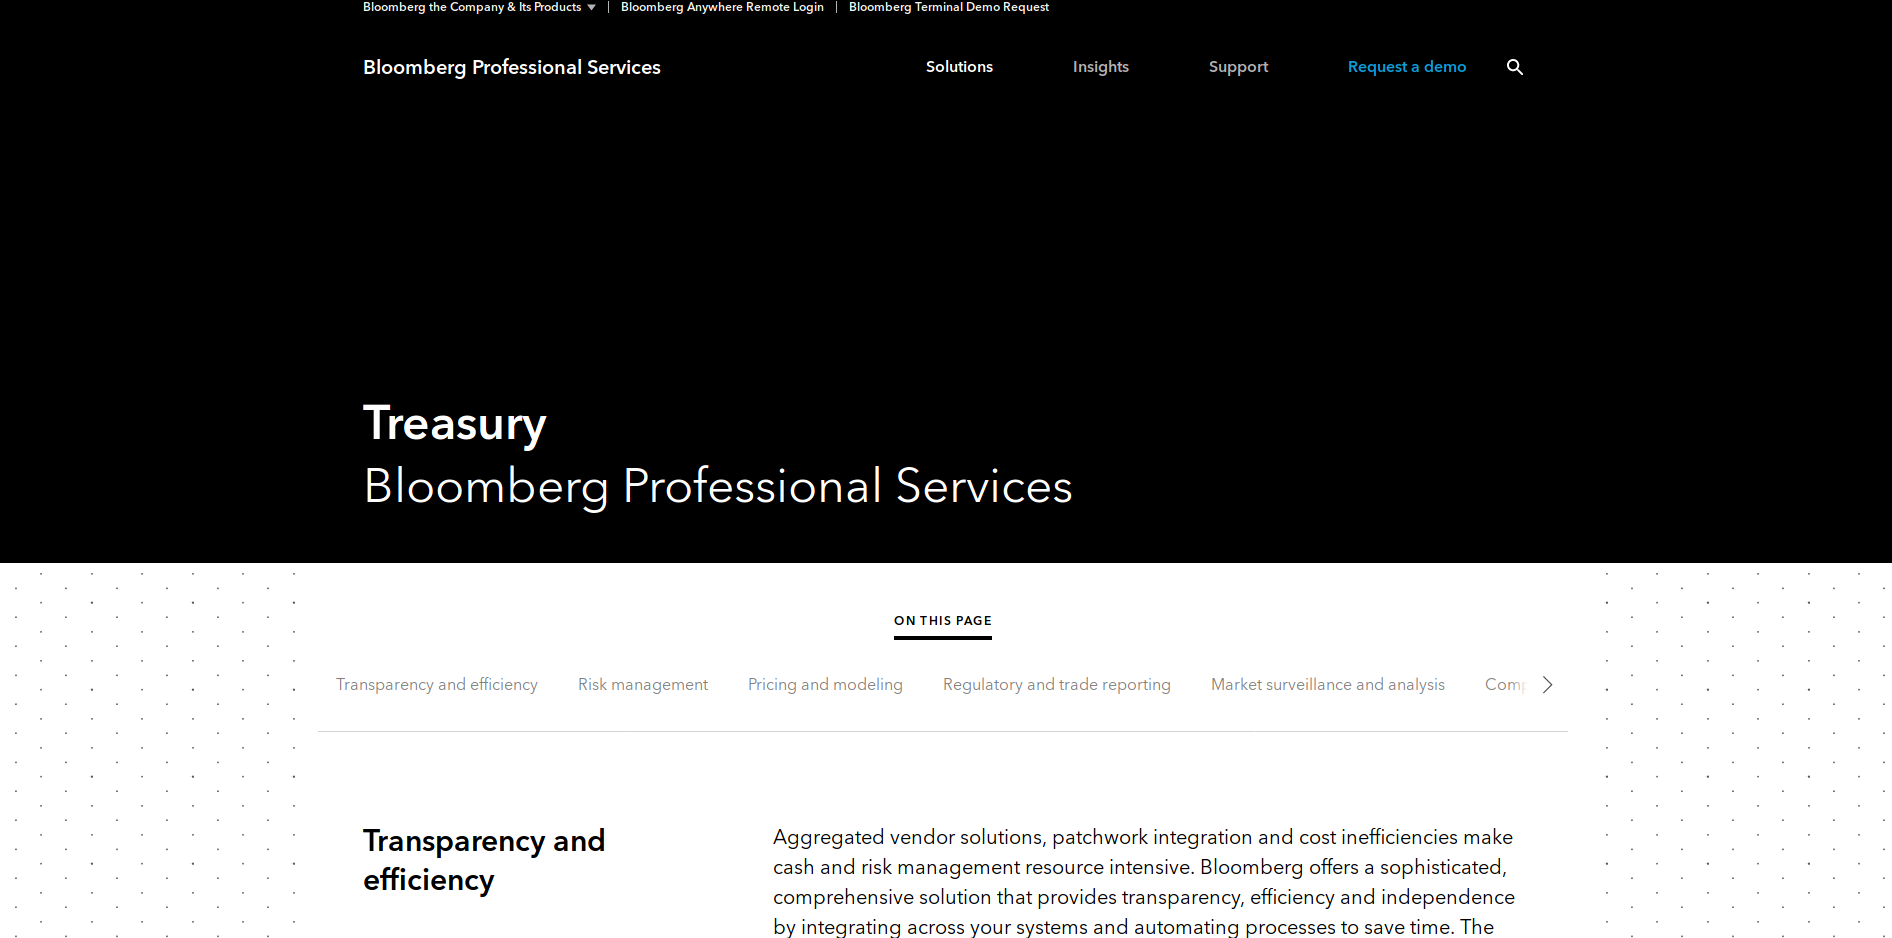 Bloomberg the Company & Its Products
Bloomberg Anywhere Remote Login
Bloomberg Terminal Demo Request
Bloomberg Professional Services
Solutions
Insights
Support
Request a demo
Treasury
Bloomberg Professional Services
ON THIS PAGE
Transparency and efficiency
Risk management
Pricing and modeling
Regulatory and trade reporting
Market surveillance and analysis
Transparency and
efficiency
Aggregated vendor solutions, patchwork integration and cost inefficiencies make
cash and risk management resource intensive. Bloomberg offers a sophisticated,
comprehensive solution that provides transparency, efficiency and independence
by integrating across your systems and automating processes to save time. The